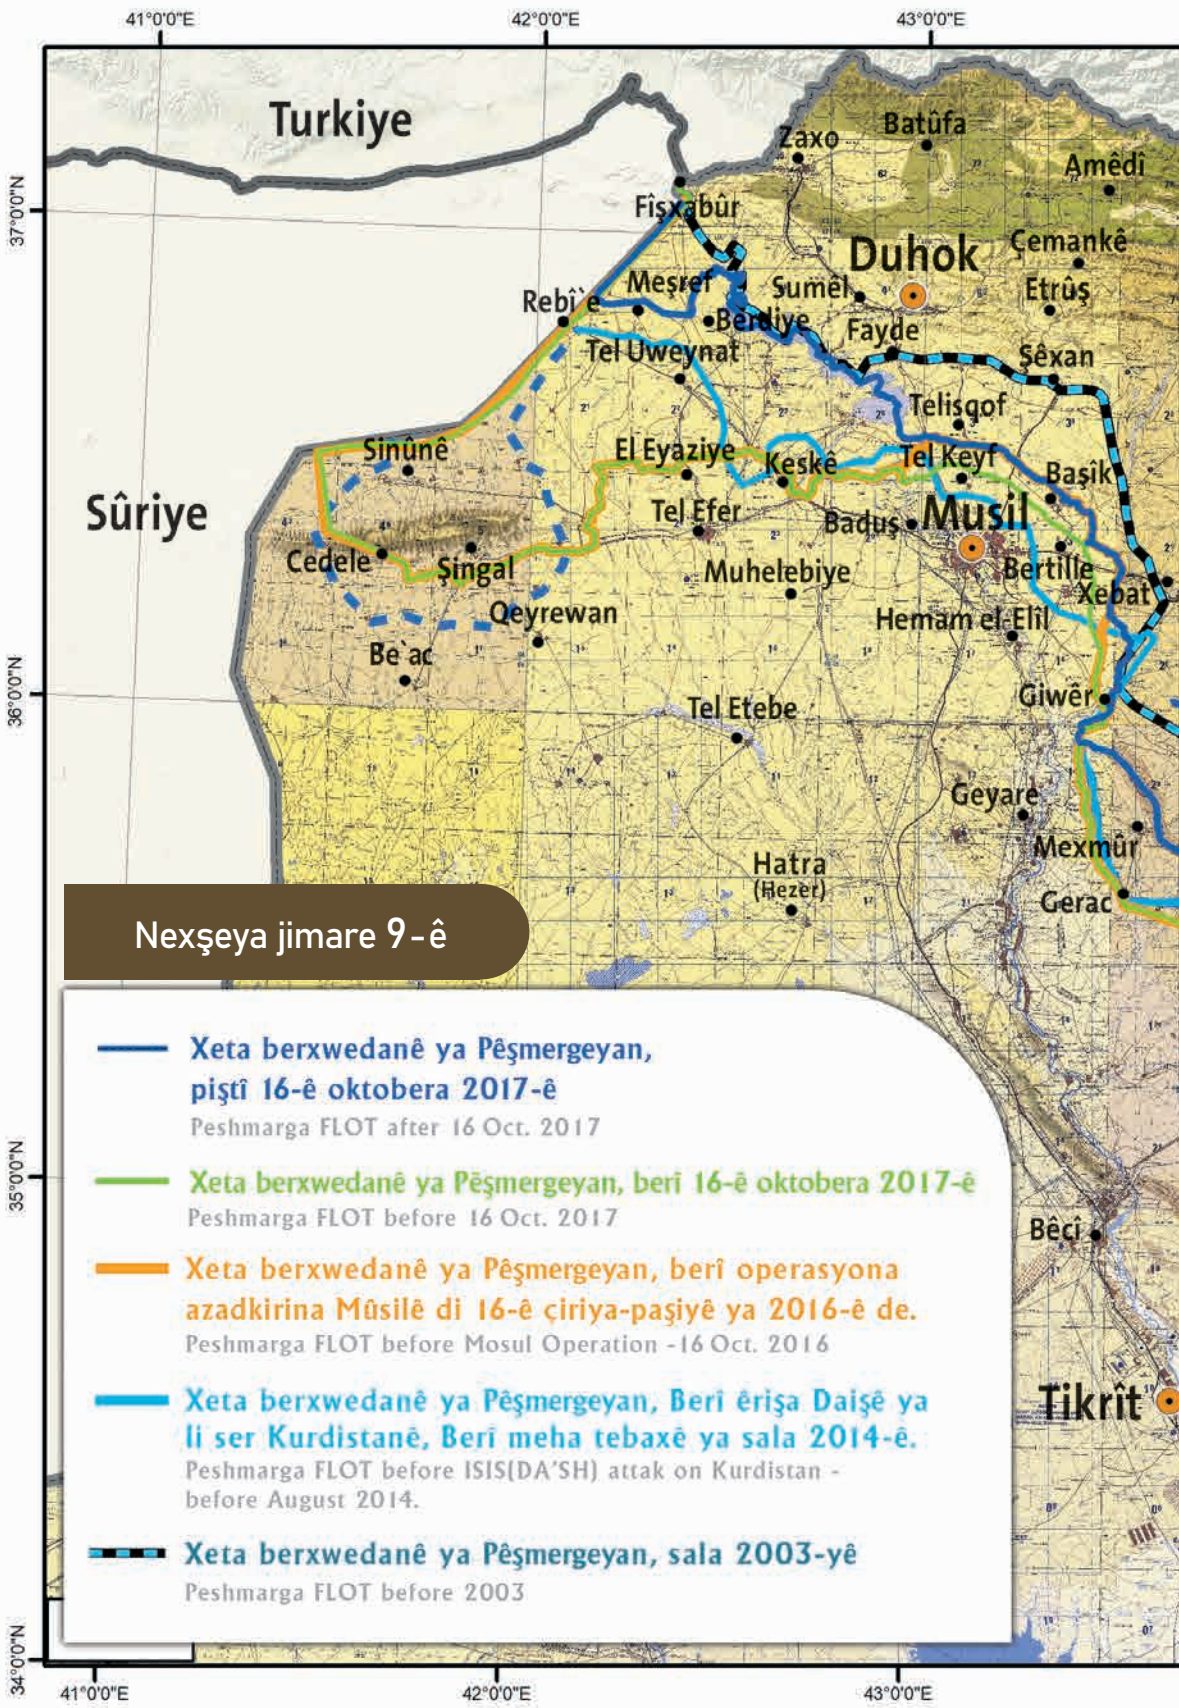 41°0'0"E
42°0'0"E
43°0'0"E
Turkiye
Zaxo
Batûfa
Amêdî
37°0'0"N
Fîşxabûr
Duhok
Çemankê
Rebî`e
Meşref
Sumêl
Etrûş
Berdiye
Fayde
Tel Uweynat
Şêxan
Telisqof
Sinûnê
El Eyaziye
Keskê
Tel Keyf
Başîk
Sûriye
Tel Efer
Baduş
Musil
Cedele
Şingal
Muhelebiye
Bertille
Xebat
Qeyrewan
Hemam el-Elîl
Be`ac
36°0'0"N
Giwêr
Tel Etebe
Geyare
Mexmûr
Hatra
(Hezer)
Gerac
Nexşeya jimare 9-ê
Xeta berxwedanê ya Pêşmergeyan,
piştî 16-ê oktobera 2017-ê
Peshmarga FLOT after 16 Oct. 2017
35°0'0"N
Xeta berxwedanê ya Pêşmergeyan, berî 16-ê oktobera 2017-ê
Peshmarga FLOT before 16 Oct. 2017
Bêcî
Xeta berxwedanê ya Pêşmergeyan, berî operasyona
azadkirina Mûsilê di 16-ê çiriya-paşiyê ya 2016-ê de.
Peshmarga FLOT before Mosul Operation -16 Oct. 2016
Xeta berxwedanê ya Pêşmergeyan, Berî êrişa Daişê ya
li ser Kurdistanê, Berî meha tebaxê ya sala 2014-ê.
Peshmarga FLOT before ISIS(DA'SH) attak on Kurdistan -
before August 2014.
Tikrît
Xeta berxwedanê ya Pêşmergeyan, sala 2003-yê
Peshmarga FLOT before 2003
34°0'0"N
41°0'0"E
42°0'0"E
43°0'0"E